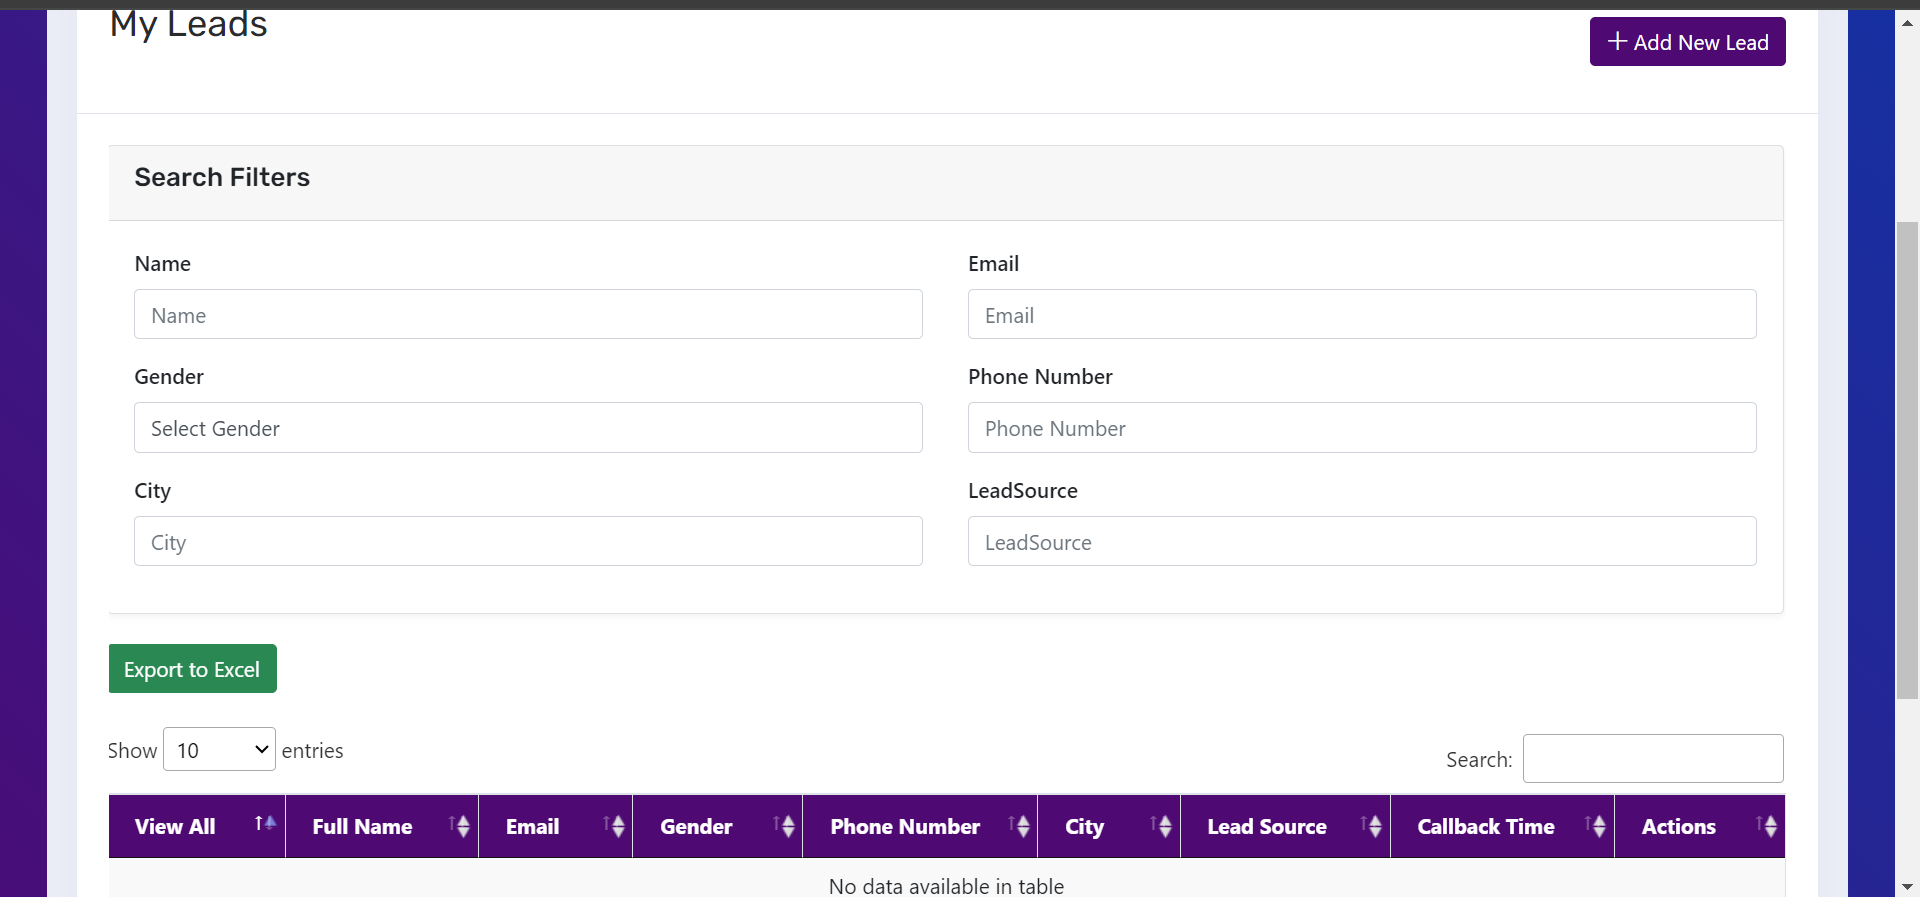 My Leads
Add New Lead
Search Filters
Name
Email
Name
Email
Gender
Phone Number
Select Gender
Phone Number
City
LeadSource
City
LeadSource
Export to Excel
Show 10 entries
Search:
View All Full Name Email Gender Phone Number City Lead Source Callback Time Actions
No data available in table